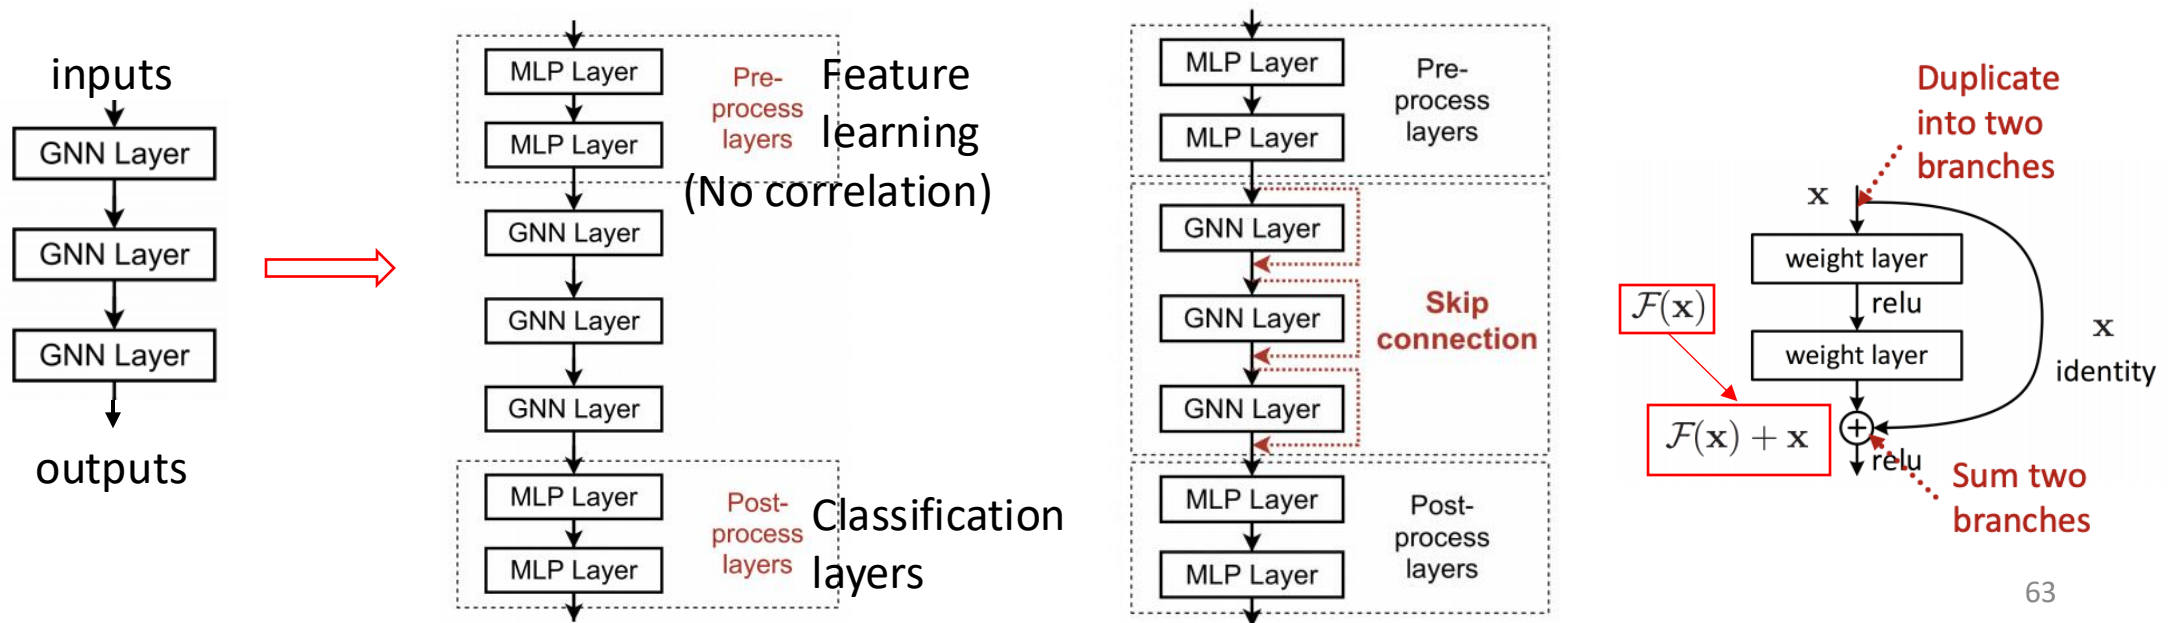 inputs
GNN Layer
GNN Layer
GNN Layer
outputs
MLP Layer
MLP Layer
Pre-
process
layers
Feature
learning
(No correlation)
GNN Layer
GNN Layer
GNN Layer
MLP Layer
MLP Layer
Post-
process
layers
Classification
layers
MLP Layer
MLP Layer
Pre-
process
layers
GNN Layer
GNN Layer
GNN Layer
Skip
connection
MLP Layer
MLP Layer
Post-
process
layers
Duplicate
into two
branches
x
weight layer
relu
weight layer
F(x)
F(x) + x
x
identity
+
relu
Sum two
branches
63